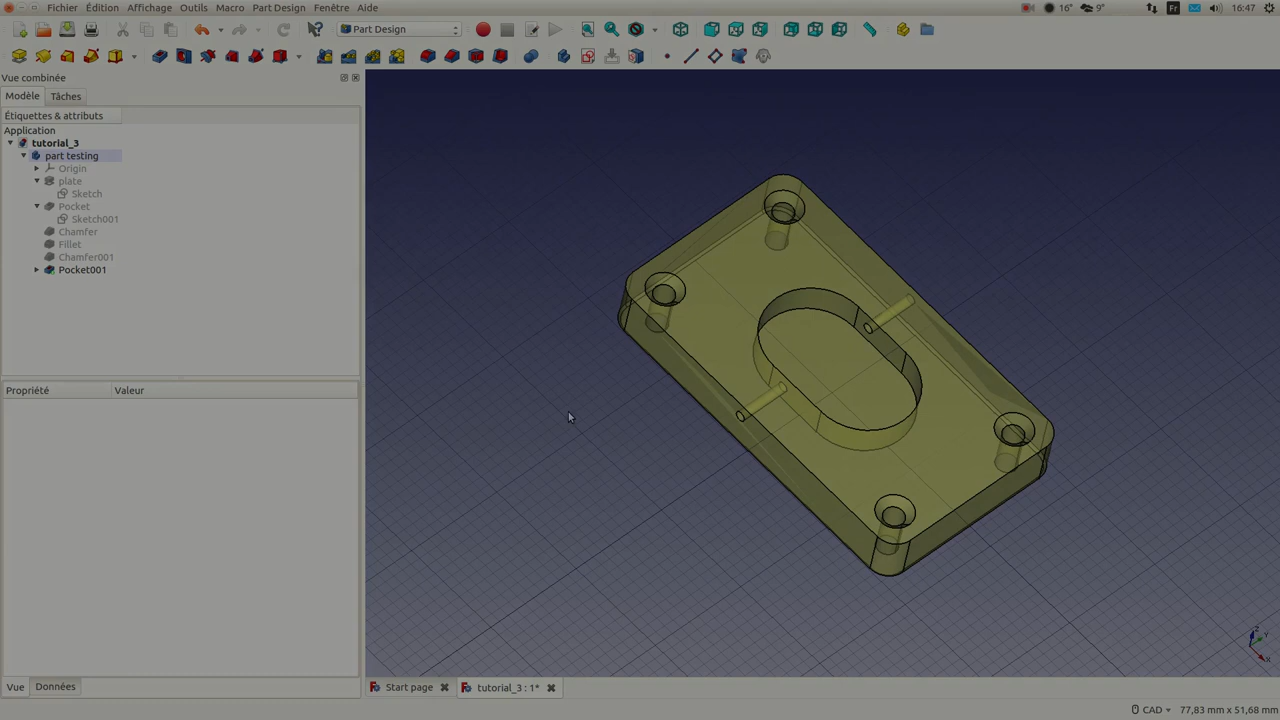 Fichier Édition Affichage Outils Macro Part Design Fenêtre Aide 16° 9° Fr 16:47
Part Design
Vue combinée
Modèle Tâches
Étiquettes & attributs
Application
tutorial_3
part testing
Origin
plate
Sketch
Pocket
Sketch001
Chamfer
Fillet
Chamfer001
Pocket001
Propriété Valeur
Z
Y
X
Vue Données
Start page tutorial_3 : 1*
CAD 77,83 mm x 51,68 mm